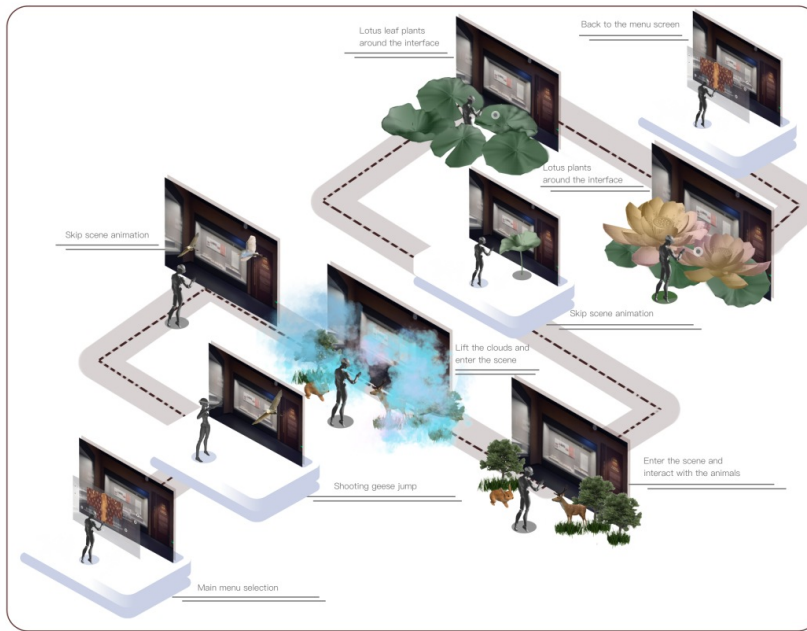 Lotus leaf plants
around the interface
Back to the menu screen
Lotus plants
around the interface
Skip scene animation
Skip scene animation
Lift the clouds and
enter the scene
Enter the scene and
interact with the animals
Shooting geese jump
Main menu selection